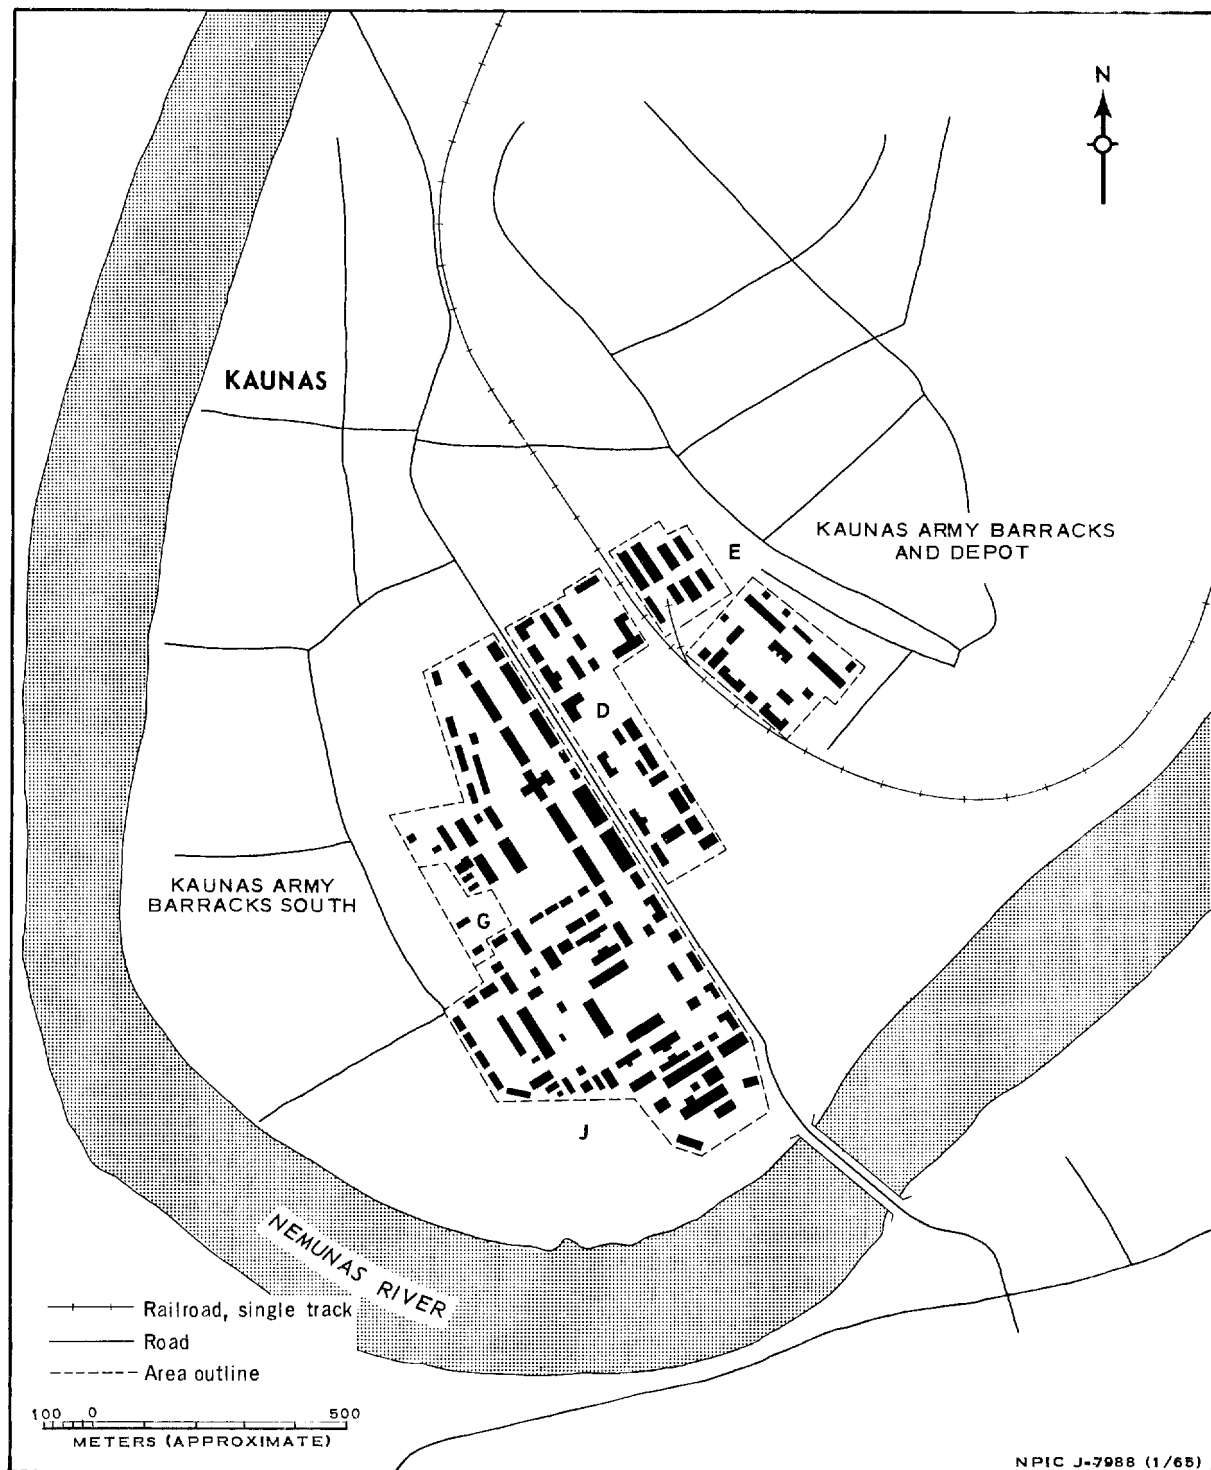 N
KAUNAS
KAUNAS ARMY BARRACKS
AND DEPOT
E
D
KAUNAS ARMY
BARRACKS SOUTH
G
J
NEMUNAS RIVER
Railroad, single track
Road
Area outline
100 0 500
METERS (APPROXIMATE)
NPIC J-7988 (1/65)